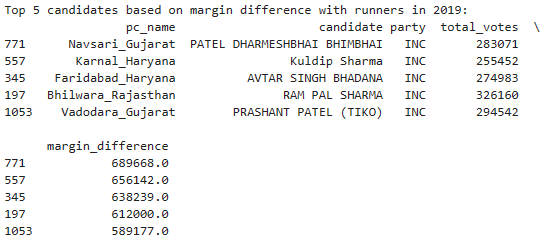 Top 5 candidates based on margin difference with runners in 2019:
pc_name candidate party total_votes \
771 Navsari_Gujarat PATEL DHARMESHBHAI BHIMBHAI INC 283071
557 Karnal_Haryana Kuldip Sharma INC 255452
345 Faridabad_Haryana AVTAR SINGH BHADANA INC 274983
197 Bhilwara_Rajasthan RAM PAL SHARMA INC 326160
1053 Vadodara_Gujarat PRASHANT PATEL (TIKO) INC 294542
margin_difference
771 689668.0
557 656142.0
345 638239.0
197 612000.0
1053 589177.0